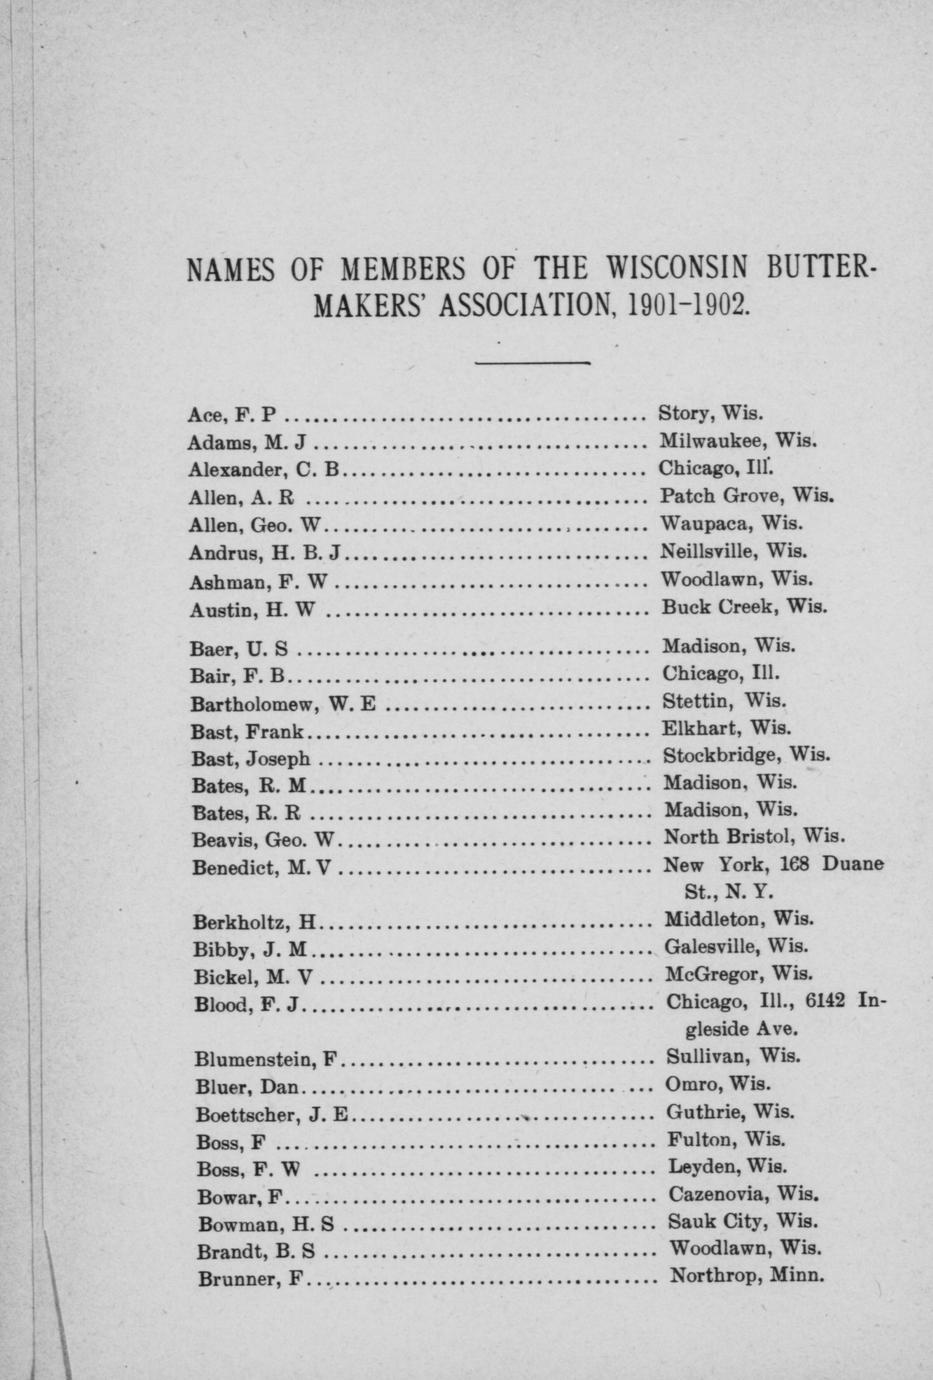 NAMES OF MEMBERS OF THE WISCONSIN BUTTER-
MAKERS' ASSOCIATION, 1901-1902.
Ace, F. P ...................................... Story, Wis.
Adams, M. J .................................... Milwaukee, Wis.
Alexander, C. B................................. Chicago, Ill.
Allen, A. R .................................... Patch Grove, Wis.
Allen, Geo. W................................... Waupaca, Wis.
Andrus, H. B. J................................. Neillsville, Wis.
Ashman, F. W ................................... Woodlawn, Wis.
Austin, H. W ................................... Buck Creek, Wis.
Baer, U. S ..................................... Madison, Wis.
Bair, F. B...................................... Chicago, Ill.
Bartholomew, W. E .............................. Stettin, Wis.
Bast, Frank..................................... Elkhart, Wis.
Bast, Joseph ................................... Stockbridge, Wis.
Bates, R. M..................................... Madison, Wis.
Bates, R. R .................................... Madison, Wis.
Beavis, Geo. W.................................. North Bristol, Wis.
Benedict, M. V ................................. New York, 168 Duane
St., N. Y.
Berkholtz, H.................................... Middleton, Wis.
Bibby, J. M..................................... Galesville, Wis.
Bickel, M. V ................................... McGregor, Wis.
Blood, F. J..................................... Chicago, Ill., 6142 In-
gleside Ave.
Blumenstein, F.................................. Sullivan, Wis.
Bluer, Dan...................................... Omro, Wis.
Boettscher, J. E................................ Guthrie, Wis.
Boss, F ........................................ Fulton, Wis.
Boss, F. W ..................................... Leyden, Wis.
Bowar, F........................................ Cazenovia, Wis.
Bowman, H. S ................................... Sauk City, Wis.
Brandt, B. S ................................... Woodlawn, Wis.
Brunner, F...................................... Northrop, Minn.